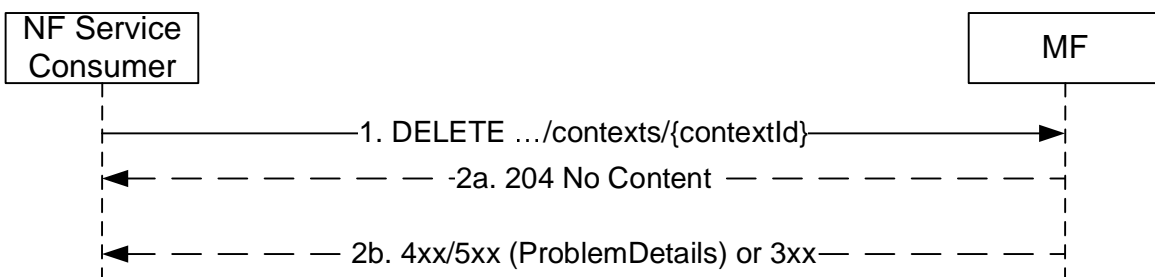 NF Service
Consumer
MF
1. DELETE …/contexts/{contextId}
2a. 204 No Content
2b. 4xx/5xx (ProblemDetails) or 3xx